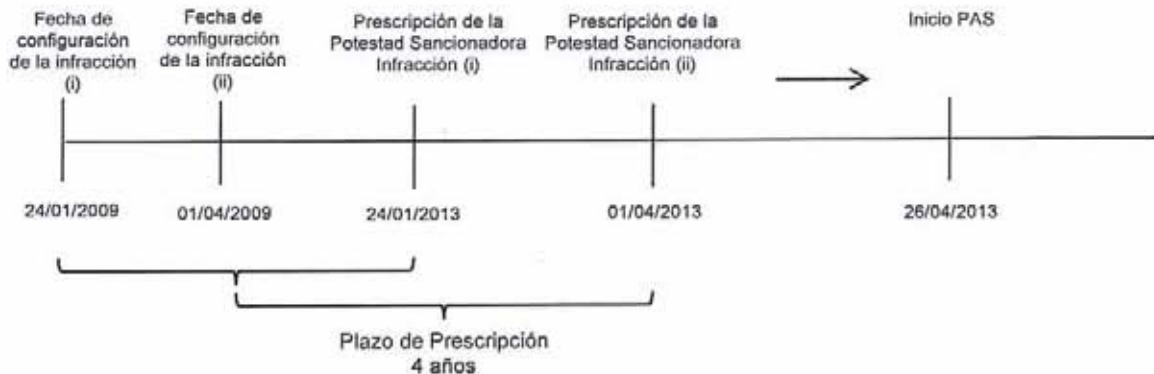 Fecha de
configuración
de la infracción
(i)
Fecha de
configuración
de la infracción
(ii)
Prescripción de la
Potestad Sancionadora
Infracción (i)
Prescripción de la
Potestad Sancionadora
Infracción (ii)
Inicio PAS
24/01/2009
01/04/2009
24/01/2013
01/04/2013
26/04/2013
Plazo de Prescripción
4 años